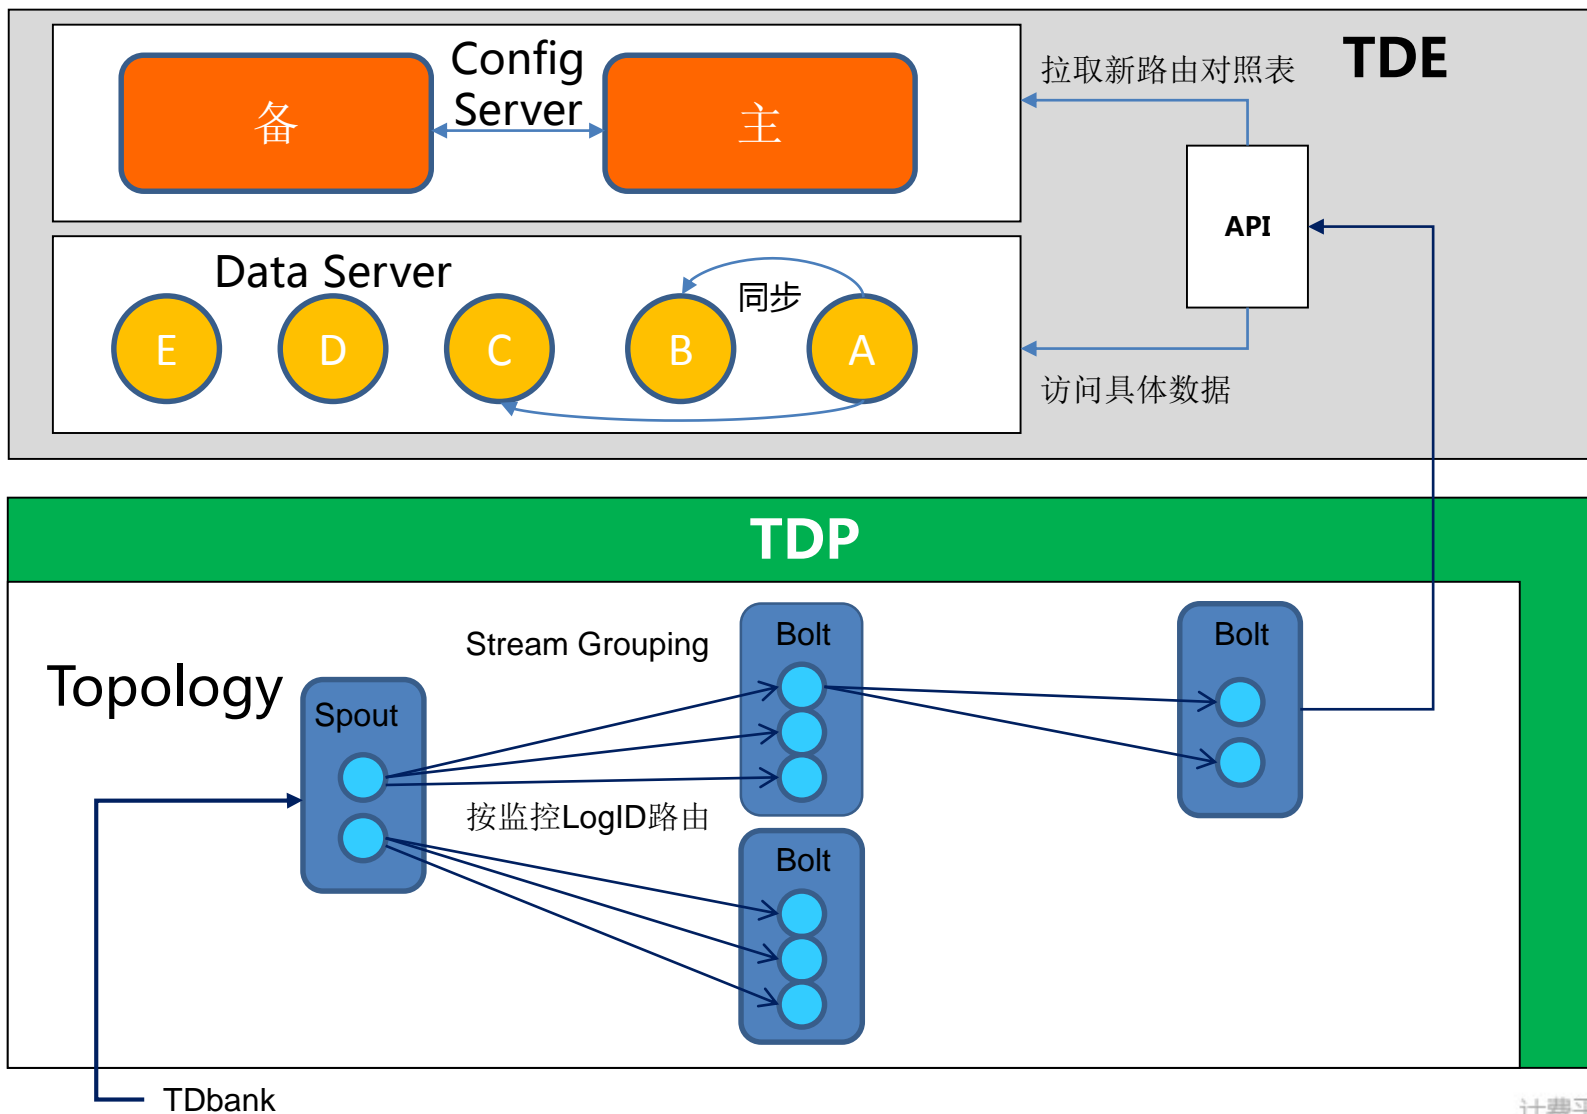 TDE
Config
Server
备
主
拉取新路由对照表
API
Data Server
同步
E
D
C
B
A
访问具体数据
TDP
Topology
Stream Grouping
Spout
Bolt
Bolt
按监控LogID路由
Bolt
TDbank